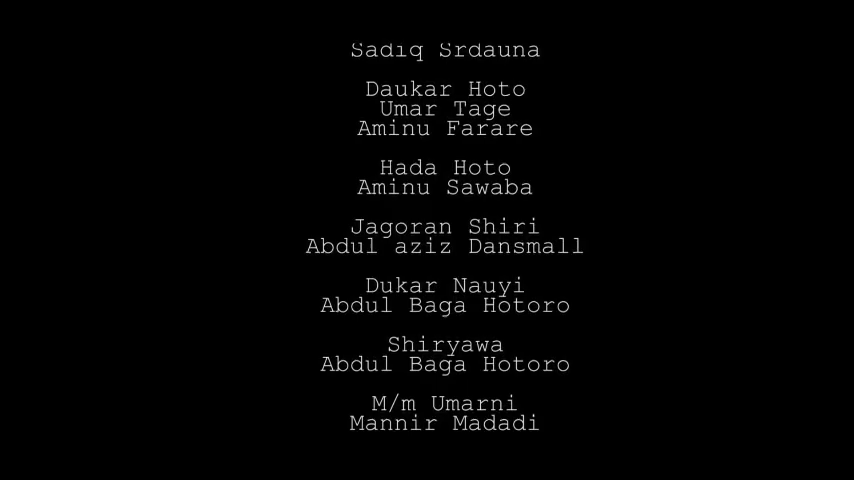 Sadiq Srdauna
Daukar Hoto
Umar Tage
Aminu Farare
Hada Hoto
Aminu Sawaba
Jagoran Shiri
Abdul aziz Dansmall
Dukar Nauyi
Abdul Baga Hotoro
Shiryawa
Abdul Baga Hotoro
M/m Umarni
Mannir Madadi